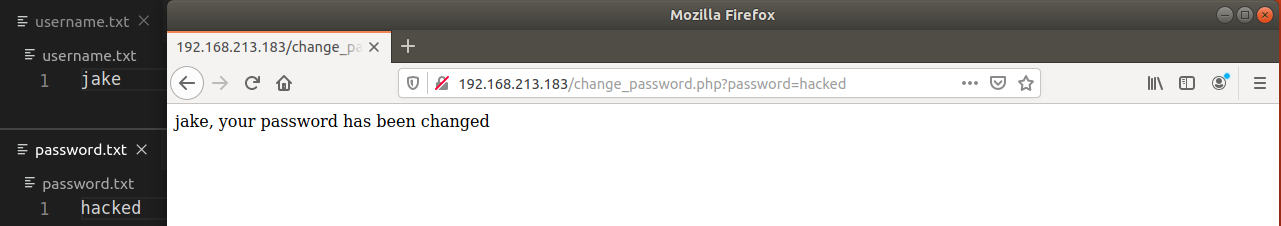 username.txt
username.txt
1 jake
password.txt
password.txt
1 hacked
Mozilla Firefox
192.168.213.183/change_pa
192.168.213.183/change_password.php?password=hacked
jake, your password has been changed